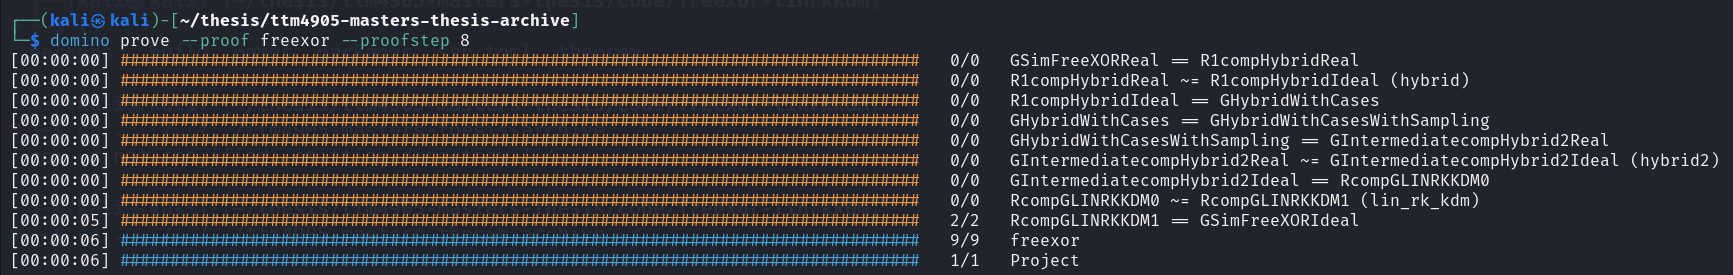 ┌──(kali㉿kali)-[~/thesis/ttm4905-masters-thesis-archive]
└─$ domino prove --proof freexor --proofstep 8
[00:00:00] ################################################################################ 0/0 GSimFreeXORReal == R1compHybridReal
[00:00:00] ################################################################################ 0/0 R1compHybridReal ~= R1compHybridIdeal (hybrid)
[00:00:00] ################################################################################ 0/0 R1compHybridIdeal == GHybridWithCases
[00:00:00] ################################################################################ 0/0 GHybridWithCases == GHybridWithCasesWithSampling
[00:00:00] ################################################################################ 0/0 GHybridWithCasesWithSampling == GIntermediatecompHybrid2Real
[00:00:00] ################################################################################ 0/0 GIntermediatecompHybrid2Real ~= GIntermediatecompHybrid2Ideal (hybrid2)
[00:00:00] ################################################################################ 0/0 GIntermediatecompHybrid2Ideal == RcompGLINRKKDM0
[00:00:00] ################################################################################ 0/0 RcompGLINRKKDM0 ~= RcompGLINRKKDM1 (lin_rk_kdm)
[00:00:05] ################################################################################ 2/2 RcompGLINRKKDM1 == GSimFreeXORIdeal
[00:00:06] ################################################################################ 9/9 freexor
[00:00:06] ################################################################################ 1/1 Project